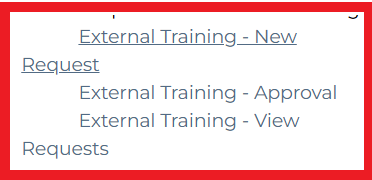 External Training - New
Request
External Training - Approval
External Training - View
Requests